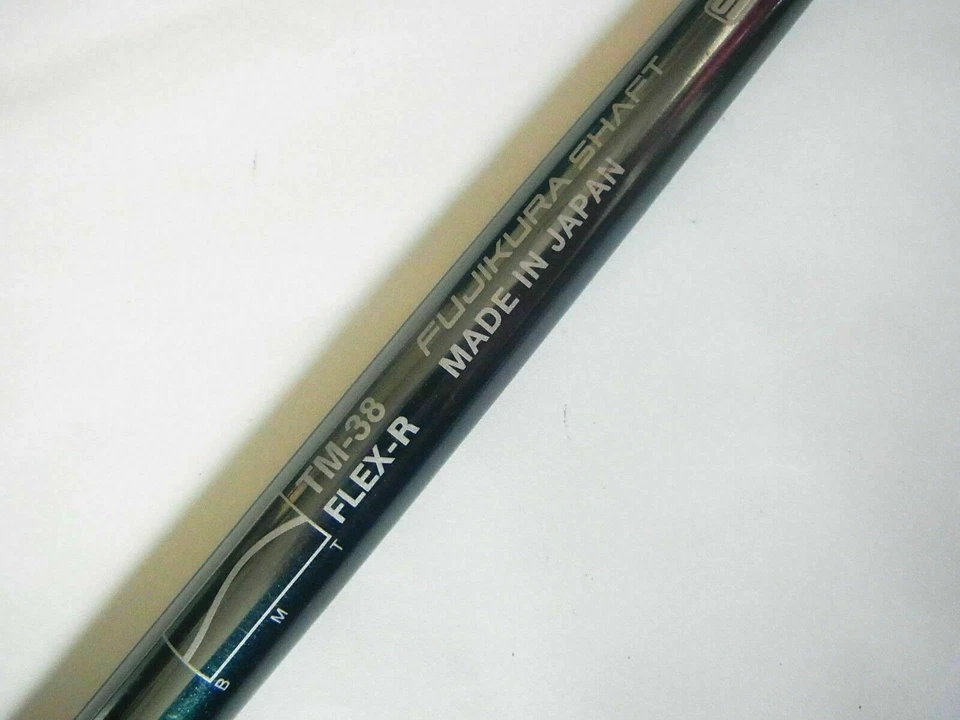 FUJIKURA SHAFT
MADE IN JAPAN
TM-38
FLEX-R
B M T